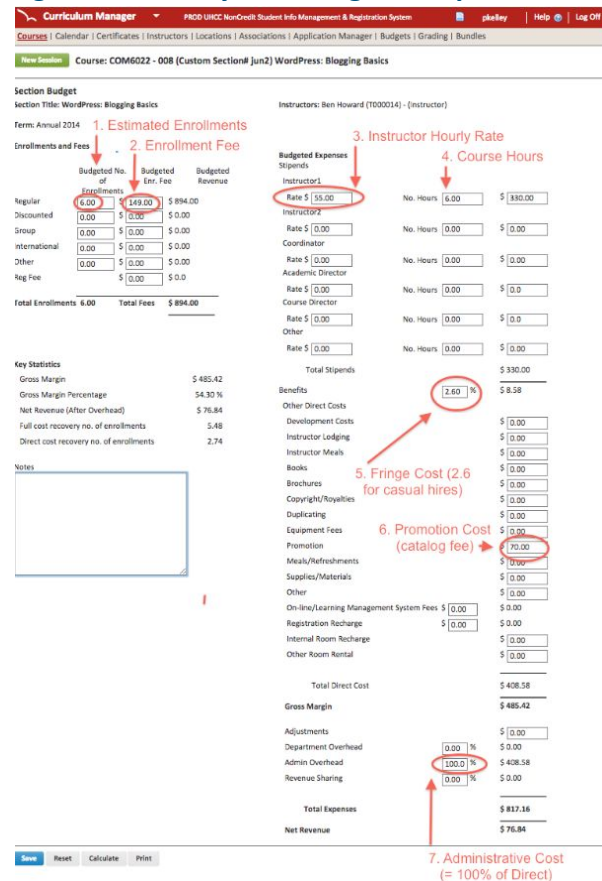 Curriculum Manager PROD UHCC NonCredit Student Info Management & Registration System pkelley Help Log Off
Courses | Calendar | Certificates | Instructors | Locations | Associations | Application Manager | Budgets | Grading | Bundles
New Session Course: COM6022 - 008 (Custom Section# jun2) WordPress: Blogging Basics
Section Budget
Section Title: WordPress: Blogging Basics Instructors: Ben Howard (T000014) - (instructor)
Term: Annual 2014
1. Estimated Enrollments
2. Enrollment Fee
Enrollments and Fees
Budgeted No. of Enrollments Budgeted Enr. Fee Budgeted Revenue
Regular 6.00 $ 149.00 $ 894.00
Discounted 0.00 $ 0.00 $ 0.00
Group 0.00 $ 0.00 $ 0.00
International 0.00 $ 0.00 $ 0.00
Other 0.00 $ 0.00 $ 0.00
Reg Fee $ 0.00 $ 0.0
Total Enrollments 6.00 Total Fees $ 894.00
Key Statistics
Gross Margin $ 485.42
Gross Margin Percentage 54.30 %
Net Revenue (After Overhead) $ 76.84
Full cost recovery no. of enrollments 5.48
Direct cost recovery no. of enrollments 2.74
Notes
3. Instructor Hourly Rate
4. Course Hours
Budgeted Expenses
Stipends
Instructor1
Rate $ 55.00 No. Hours 6.00 $ 330.00
Instructor2
Rate $ 0.00 No. Hours 0.00 $ 0.00
Coordinator
Rate $ 0.00 No. Hours 0.00 $ 0.00
Academic Director
Rate $ 0.00 No. Hours 0.00 $ 0.0
Course Director
Rate $ 0.00 No. Hours 0.00 $ 0.0
Other
Rate $ 0.00 No. Hours 0.00 $ 0.00
Total Stipends $ 330.00
Benefits 2.60 % $ 8.58
Other Direct Costs
Development Costs $ 0.00
Instructor Lodging $ 0.00
Instructor Meals $ 0.00
Books $ 0.00
5. Fringe Cost (2.6
for casual hires)
Brochures $ 0.00
Copyright/Royalties $ 0.00
Duplicating $ 0.00
Equipment Fees $ 0.00
6. Promotion Cost
(catalog fee)
Promotion $ 70.00
Meals/Refreshments $ 0.00
Supplies/Materials $ 0.00
Other $ 0.00
On-line/Learning Management System Fees $ 0.00 $ 0.00
Registration Recharge $ 0.00 $ 0.00
Internal Room Recharge $ 0.00
Other Room Rental $ 0.00
Total Direct Cost $ 408.58
Gross Margin $ 485.42
Adjustments $ 0.00
Department Overhead 0.00 % $ 0.00
Admin Overhead 100.0 % $ 408.58
Revenue Sharing 0.00 % $ 0.00
Total Expenses $ 817.16
Net Revenue $ 76.84
Save Reset Calculate Print
7. Administrative Cost
(= 100% of Direct)